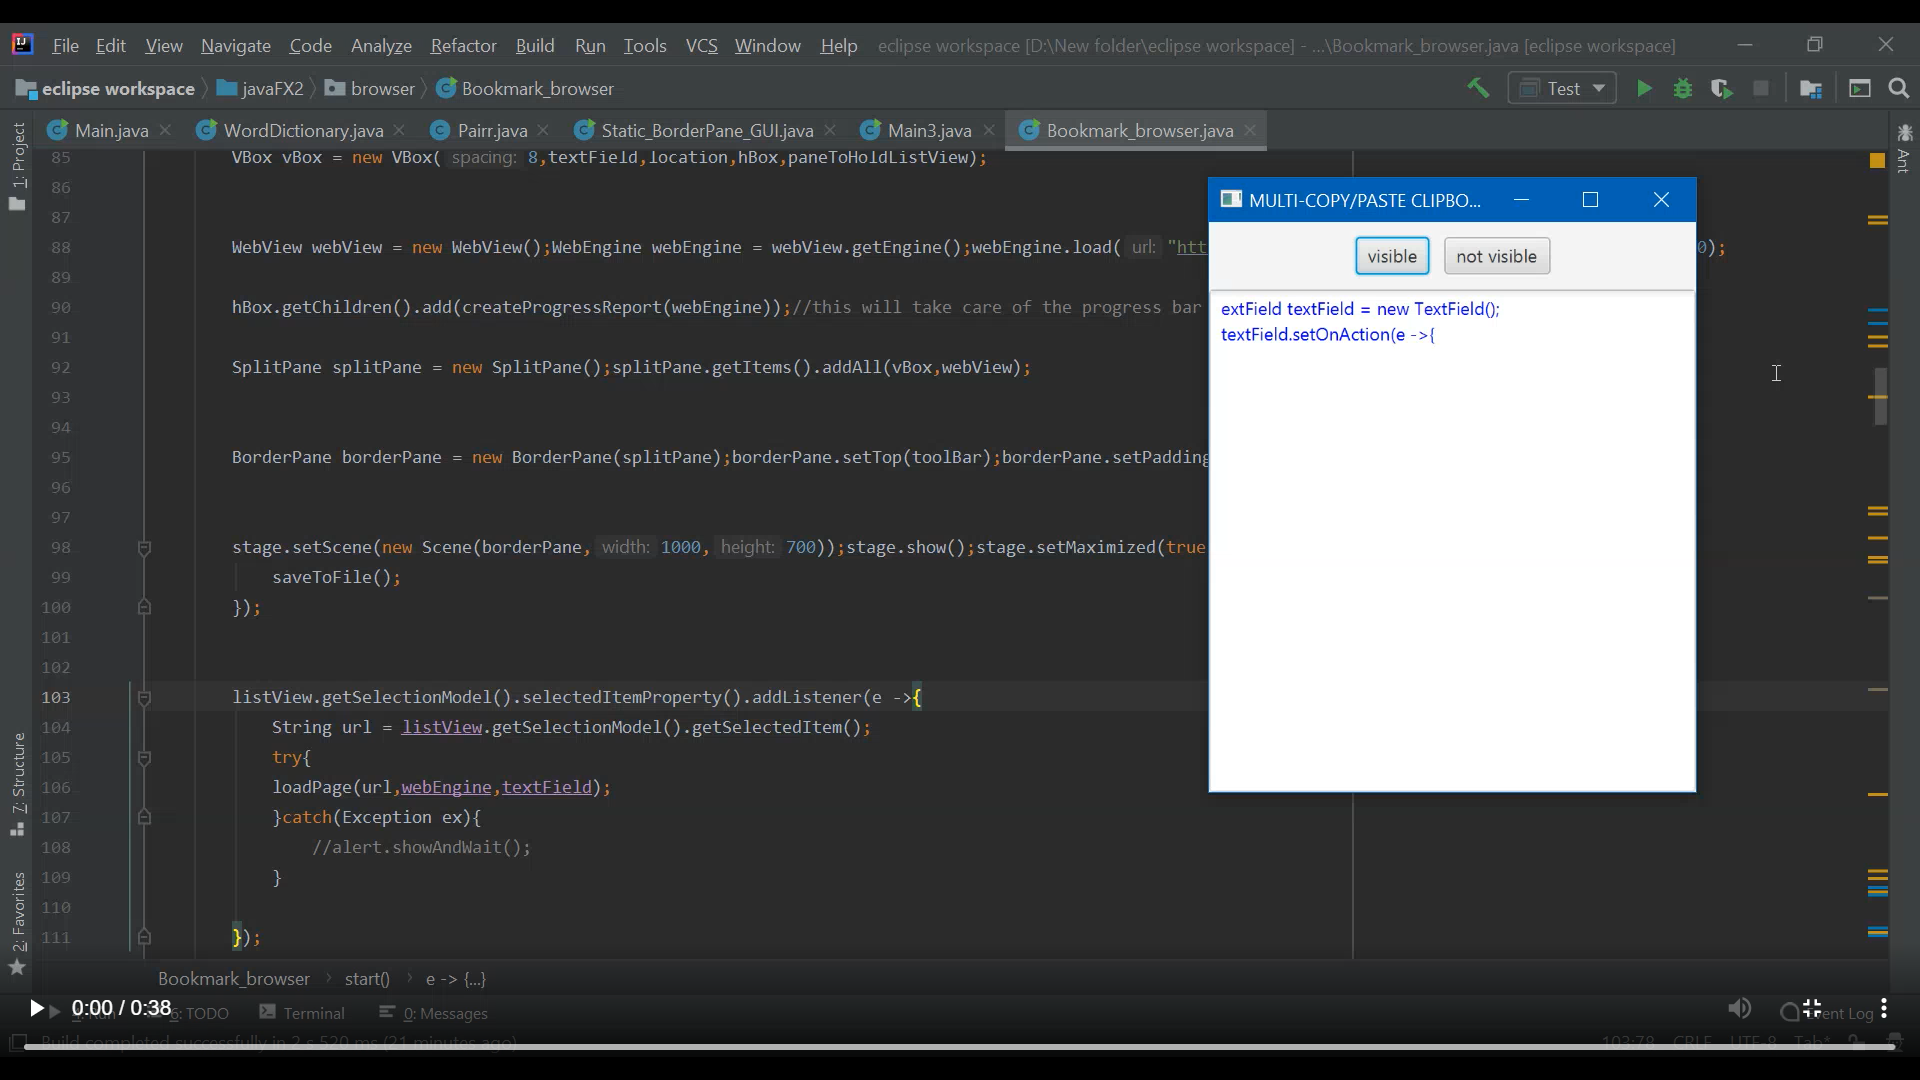 File Edit View Navigate Code Analyze Refactor Build Run Tools VCS Window Help eclipse workspace [D:\New folder\eclipse workspace] - ...\Bookmark_browser.java [eclipse workspace]
eclipse workspace javaFX2 browser Bookmark_browser Test
Main.java WordDictionary.java Pairr.java Static_BorderPane_GUI.java Main3.java Bookmark_browser.java
1: Project
7: Structure
2: Favorites
Ant
85 VBox vBox = new VBox( spacing: 8,textField,location,hBox,paneToHoldListView);
86
87
88 WebView webView = new WebView();WebEngine webEngine = webView.getEngine();webEngine.load( url: "htt 0);
89
90 hBox.getChildren().add(createProgressReport(webEngine));//this will take care of the progress bar
91
92 SplitPane splitPane = new SplitPane();splitPane.getItems().addAll(vBox,webView);
93
94
95 BorderPane borderPane = new BorderPane(splitPane);borderPane.setTop(toolBar);borderPane.setPadding
96
97
98 stage.setScene(new Scene(borderPane, width: 1000, height: 700));stage.show();stage.setMaximized(true
99 saveToFile();
100 });
101
102
103 listView.getSelectionModel().selectedItemProperty().addListener(e ->{
104 String url = listView.getSelectionModel().getSelectedItem();
105 try{
106 loadPage(url,webEngine,textField);
107 }catch(Exception ex){
108 //alert.showAndWait();
109 }
110
111 });
MULTI-COPY/PASTE CLIPBO...
visible not visible
extField textField = new TextField();
textField.setOnAction(e ->{
Bookmark_browser start() e -> {...}
0:00 / 0:38
4: Run 6: TODO Terminal 0: Messages Event Log
Build completed successfully in 2 s 520 ms (21 minutes ago) 103:78 CRLF UTF-8 Tab*